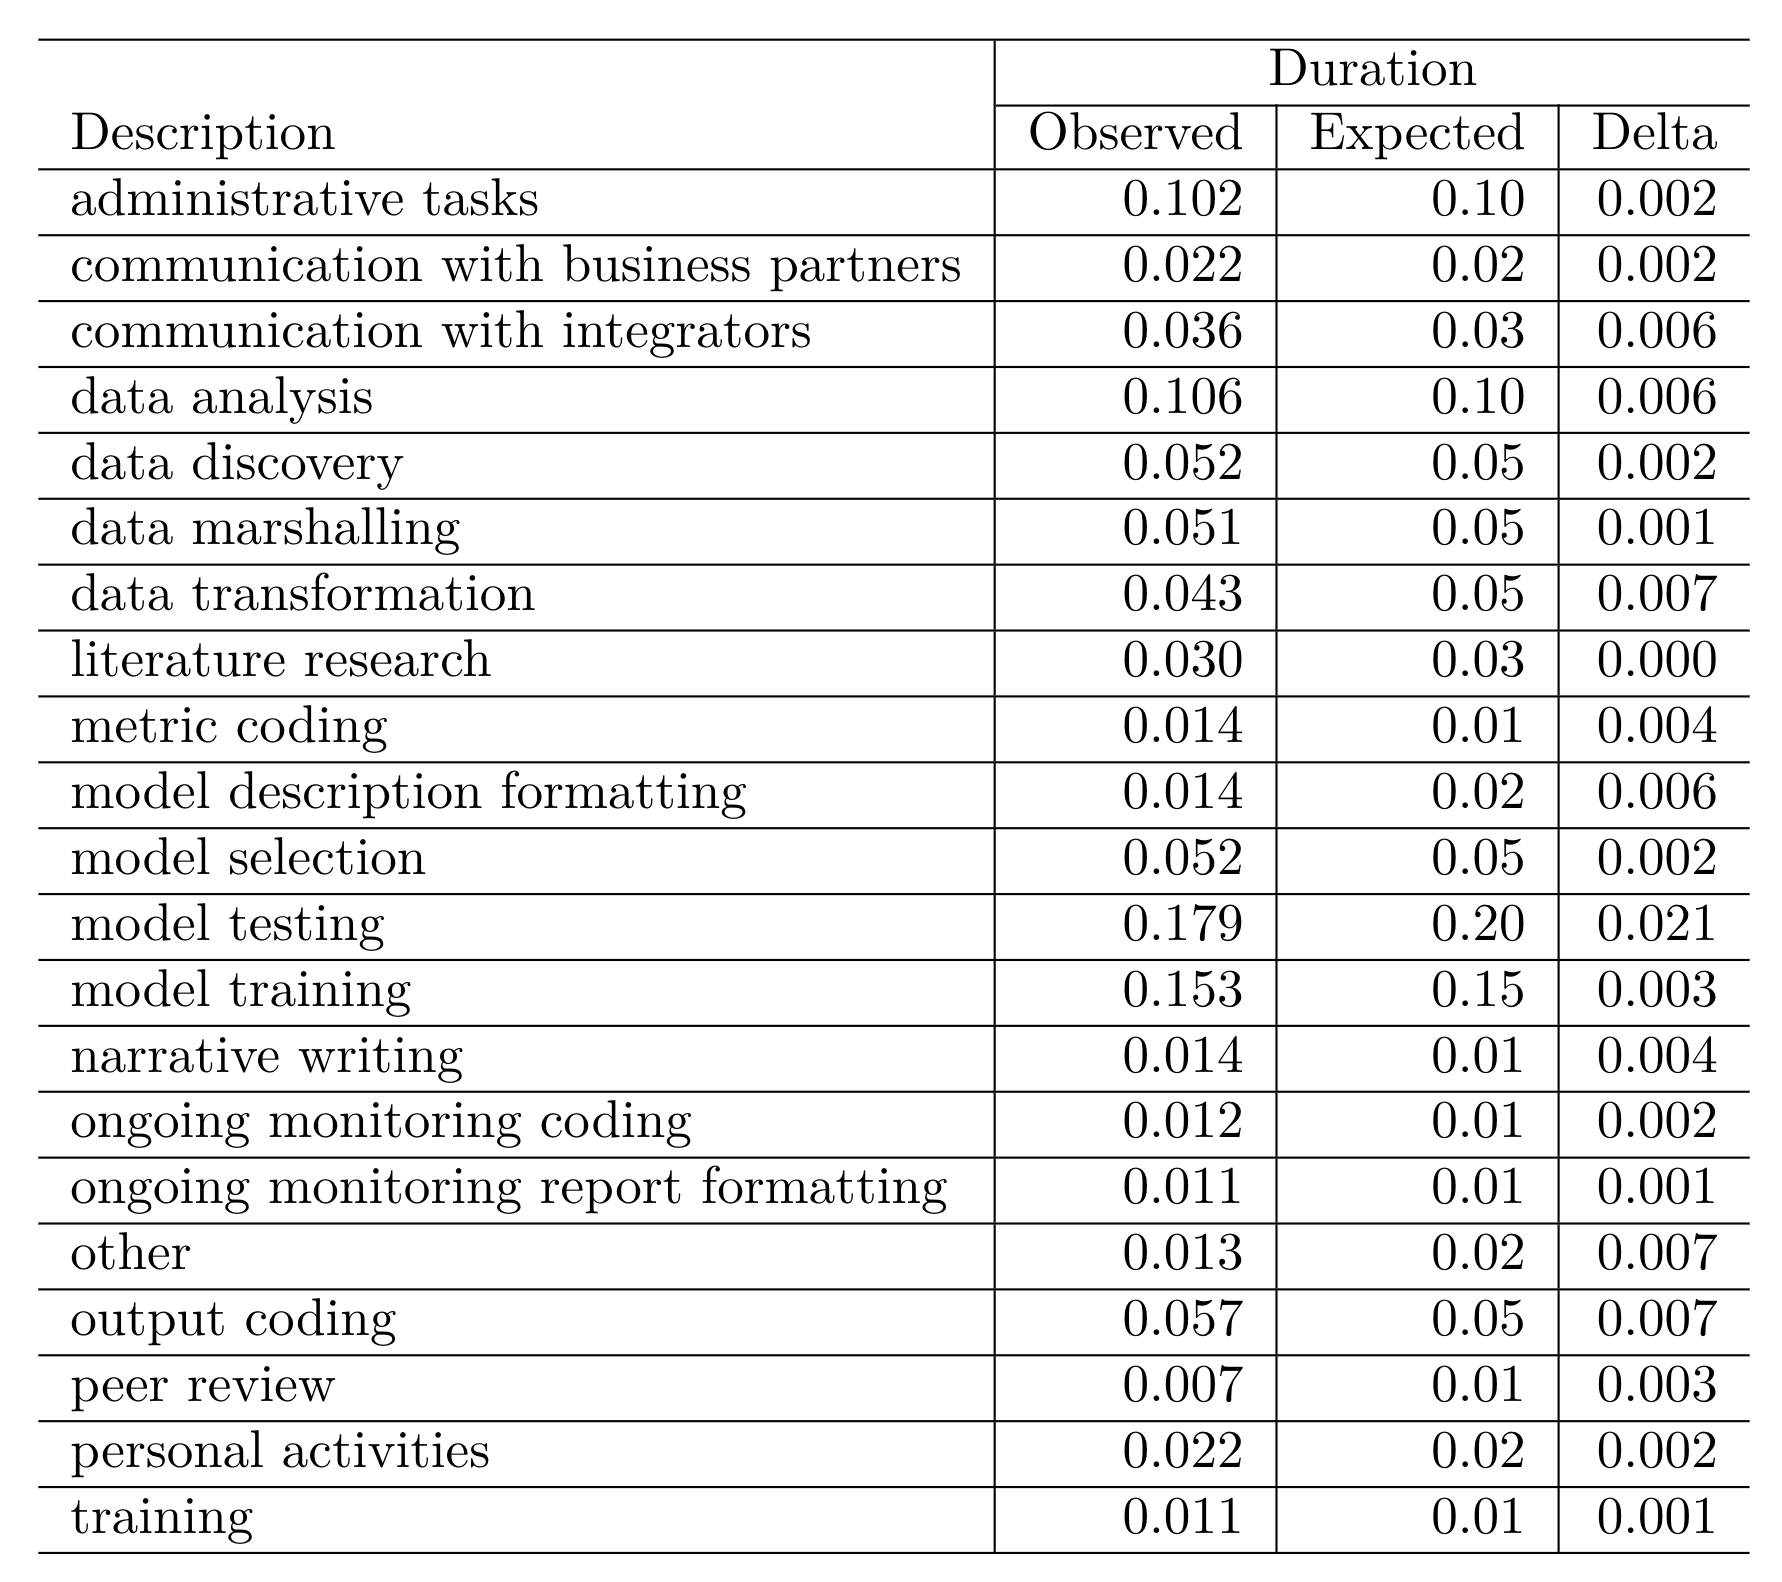 Duration
Description Observed Expected Delta
administrative tasks 0.102 0.10 0.002
communication with business partners 0.022 0.02 0.002
communication with integrators 0.036 0.03 0.006
data analysis 0.106 0.10 0.006
data discovery 0.052 0.05 0.002
data marshalling 0.051 0.05 0.001
data transformation 0.043 0.05 0.007
literature research 0.030 0.03 0.000
metric coding 0.014 0.01 0.004
model description formatting 0.014 0.02 0.006
model selection 0.052 0.05 0.002
model testing 0.179 0.20 0.021
model training 0.153 0.15 0.003
narrative writing 0.014 0.01 0.004
ongoing monitoring coding 0.012 0.01 0.002
ongoing monitoring report formatting 0.011 0.01 0.001
other 0.013 0.02 0.007
output coding 0.057 0.05 0.007
peer review 0.007 0.01 0.003
personal activities 0.022 0.02 0.002
training 0.011 0.01 0.001